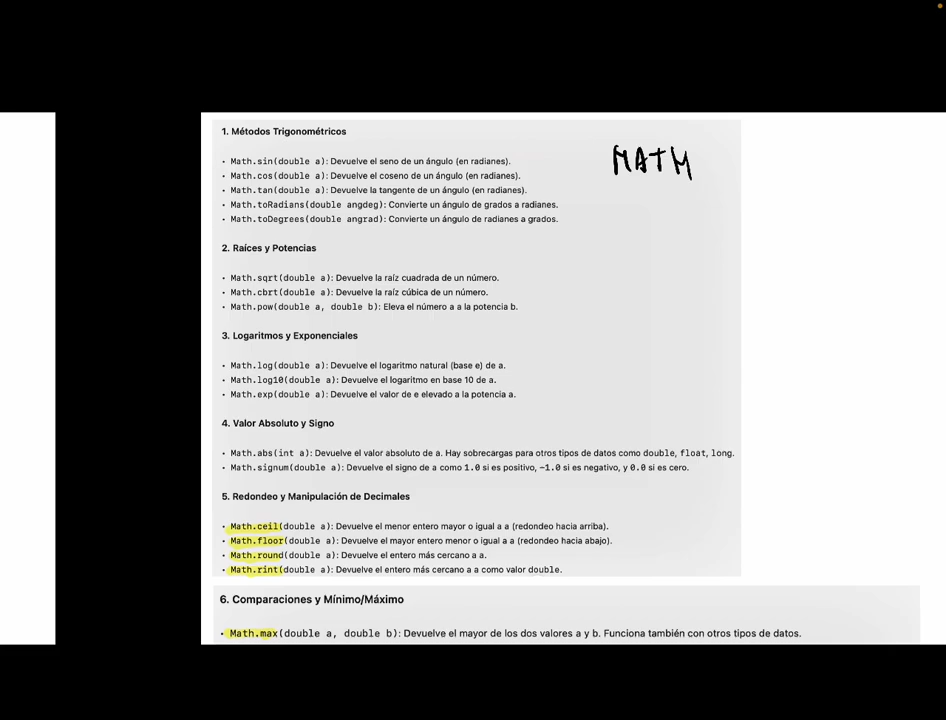 1. Métodos Trigonométricos
MATH
• Math.sin(double a): Devuelve el seno de un ángulo (en radianes).
• Math.cos(double a): Devuelve el coseno de un ángulo (en radianes).
• Math.tan(double a): Devuelve la tangente de un ángulo (en radianes).
• Math.toRadians(double angdeg): Convierte un ángulo de grados a radianes.
• Math.toDegrees(double angrad): Convierte un ángulo de radianes a grados.
2. Raíces y Potencias
• Math.sqrt(double a): Devuelve la raíz cuadrada de un número.
• Math.cbrt(double a): Devuelve la raíz cúbica de un número.
• Math.pow(double a, double b): Eleva el número a a la potencia b.
3. Logaritmos y Exponenciales
• Math.log(double a): Devuelve el logaritmo natural (base e) de a.
• Math.log10(double a): Devuelve el logaritmo en base 10 de a.
• Math.exp(double a): Devuelve el valor de e elevado a la potencia a.
4. Valor Absoluto y Signo
• Math.abs(int a): Devuelve el valor absoluto de a. Hay sobrecargas para otros tipos de datos como double, float, long.
• Math.signum(double a): Devuelve el signo de a como 1.0 si es positivo, -1.0 si es negativo, y 0.0 si es cero.
5. Redondeo y Manipulación de Decimales
• Math.ceil(double a): Devuelve el menor entero mayor o igual a a (redondeo hacia arriba).
• Math.floor(double a): Devuelve el mayor entero menor o igual a a (redondeo hacia abajo).
• Math.round(double a): Devuelve el entero más cercano a a.
• Math.rint(double a): Devuelve el entero más cercano a a como valor double.
6. Comparaciones y Mínimo/Máximo
• Math.max(double a, double b): Devuelve el mayor de los dos valores a y b. Funciona también con otros tipos de datos.